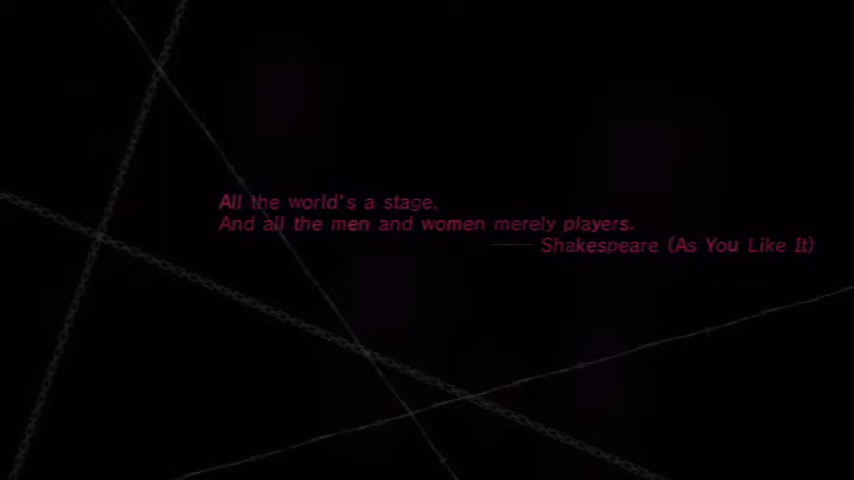 All the world's a stage,
And all the men and women merely players.
—— Shakespeare (As You Like It)